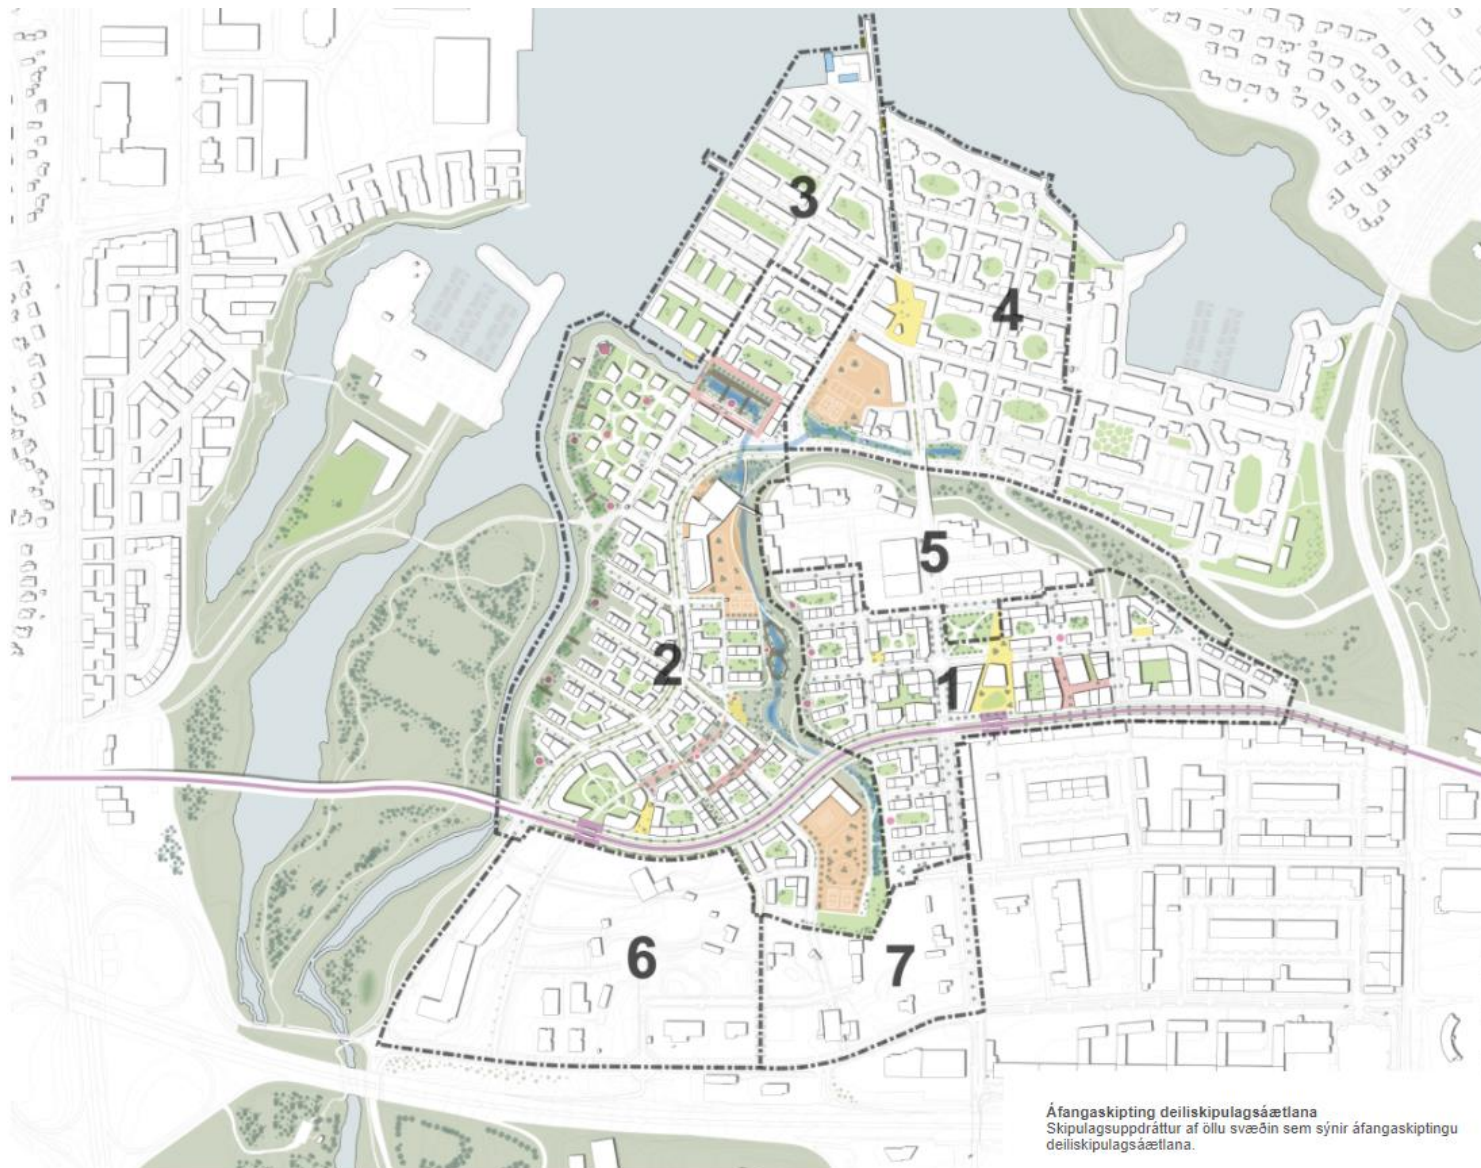 3
4
5
2
1
6
7
Áfangaskipting deiliskipulagsáætlana
Skipulagsuppdráttur af öllu svæðin sem sýnir áfangaskiptingu
deiliskipulagsáætlana.